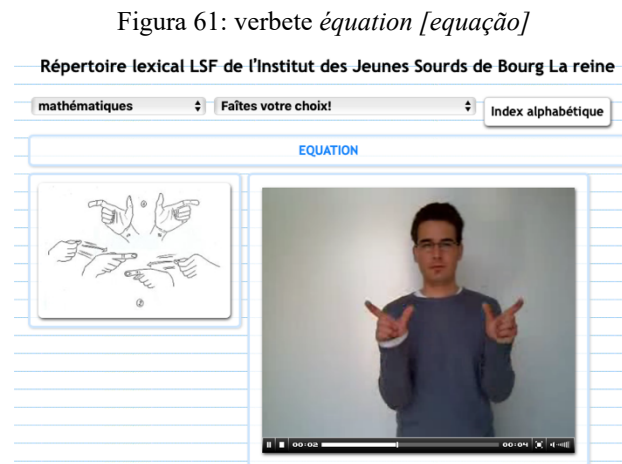 Figura 61: verbete équation [equação]
Répertoire lexical LSF de l'Institut des Jeunes Sourds de Bourg La reine
mathématiques Faîtes votre choix! Index alphabétique
EQUATION
00:02 00:04